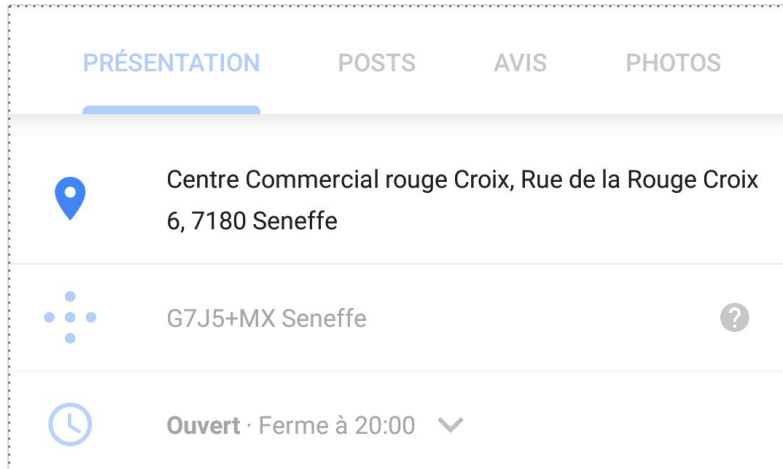 PRÉSENTATION POSTS AVIS PHOTOS
Centre Commercial rouge Croix, Rue de la Rouge Croix
6, 7180 Seneffe
G7J5+MX Seneffe
Ouvert · Ferme à 20:00